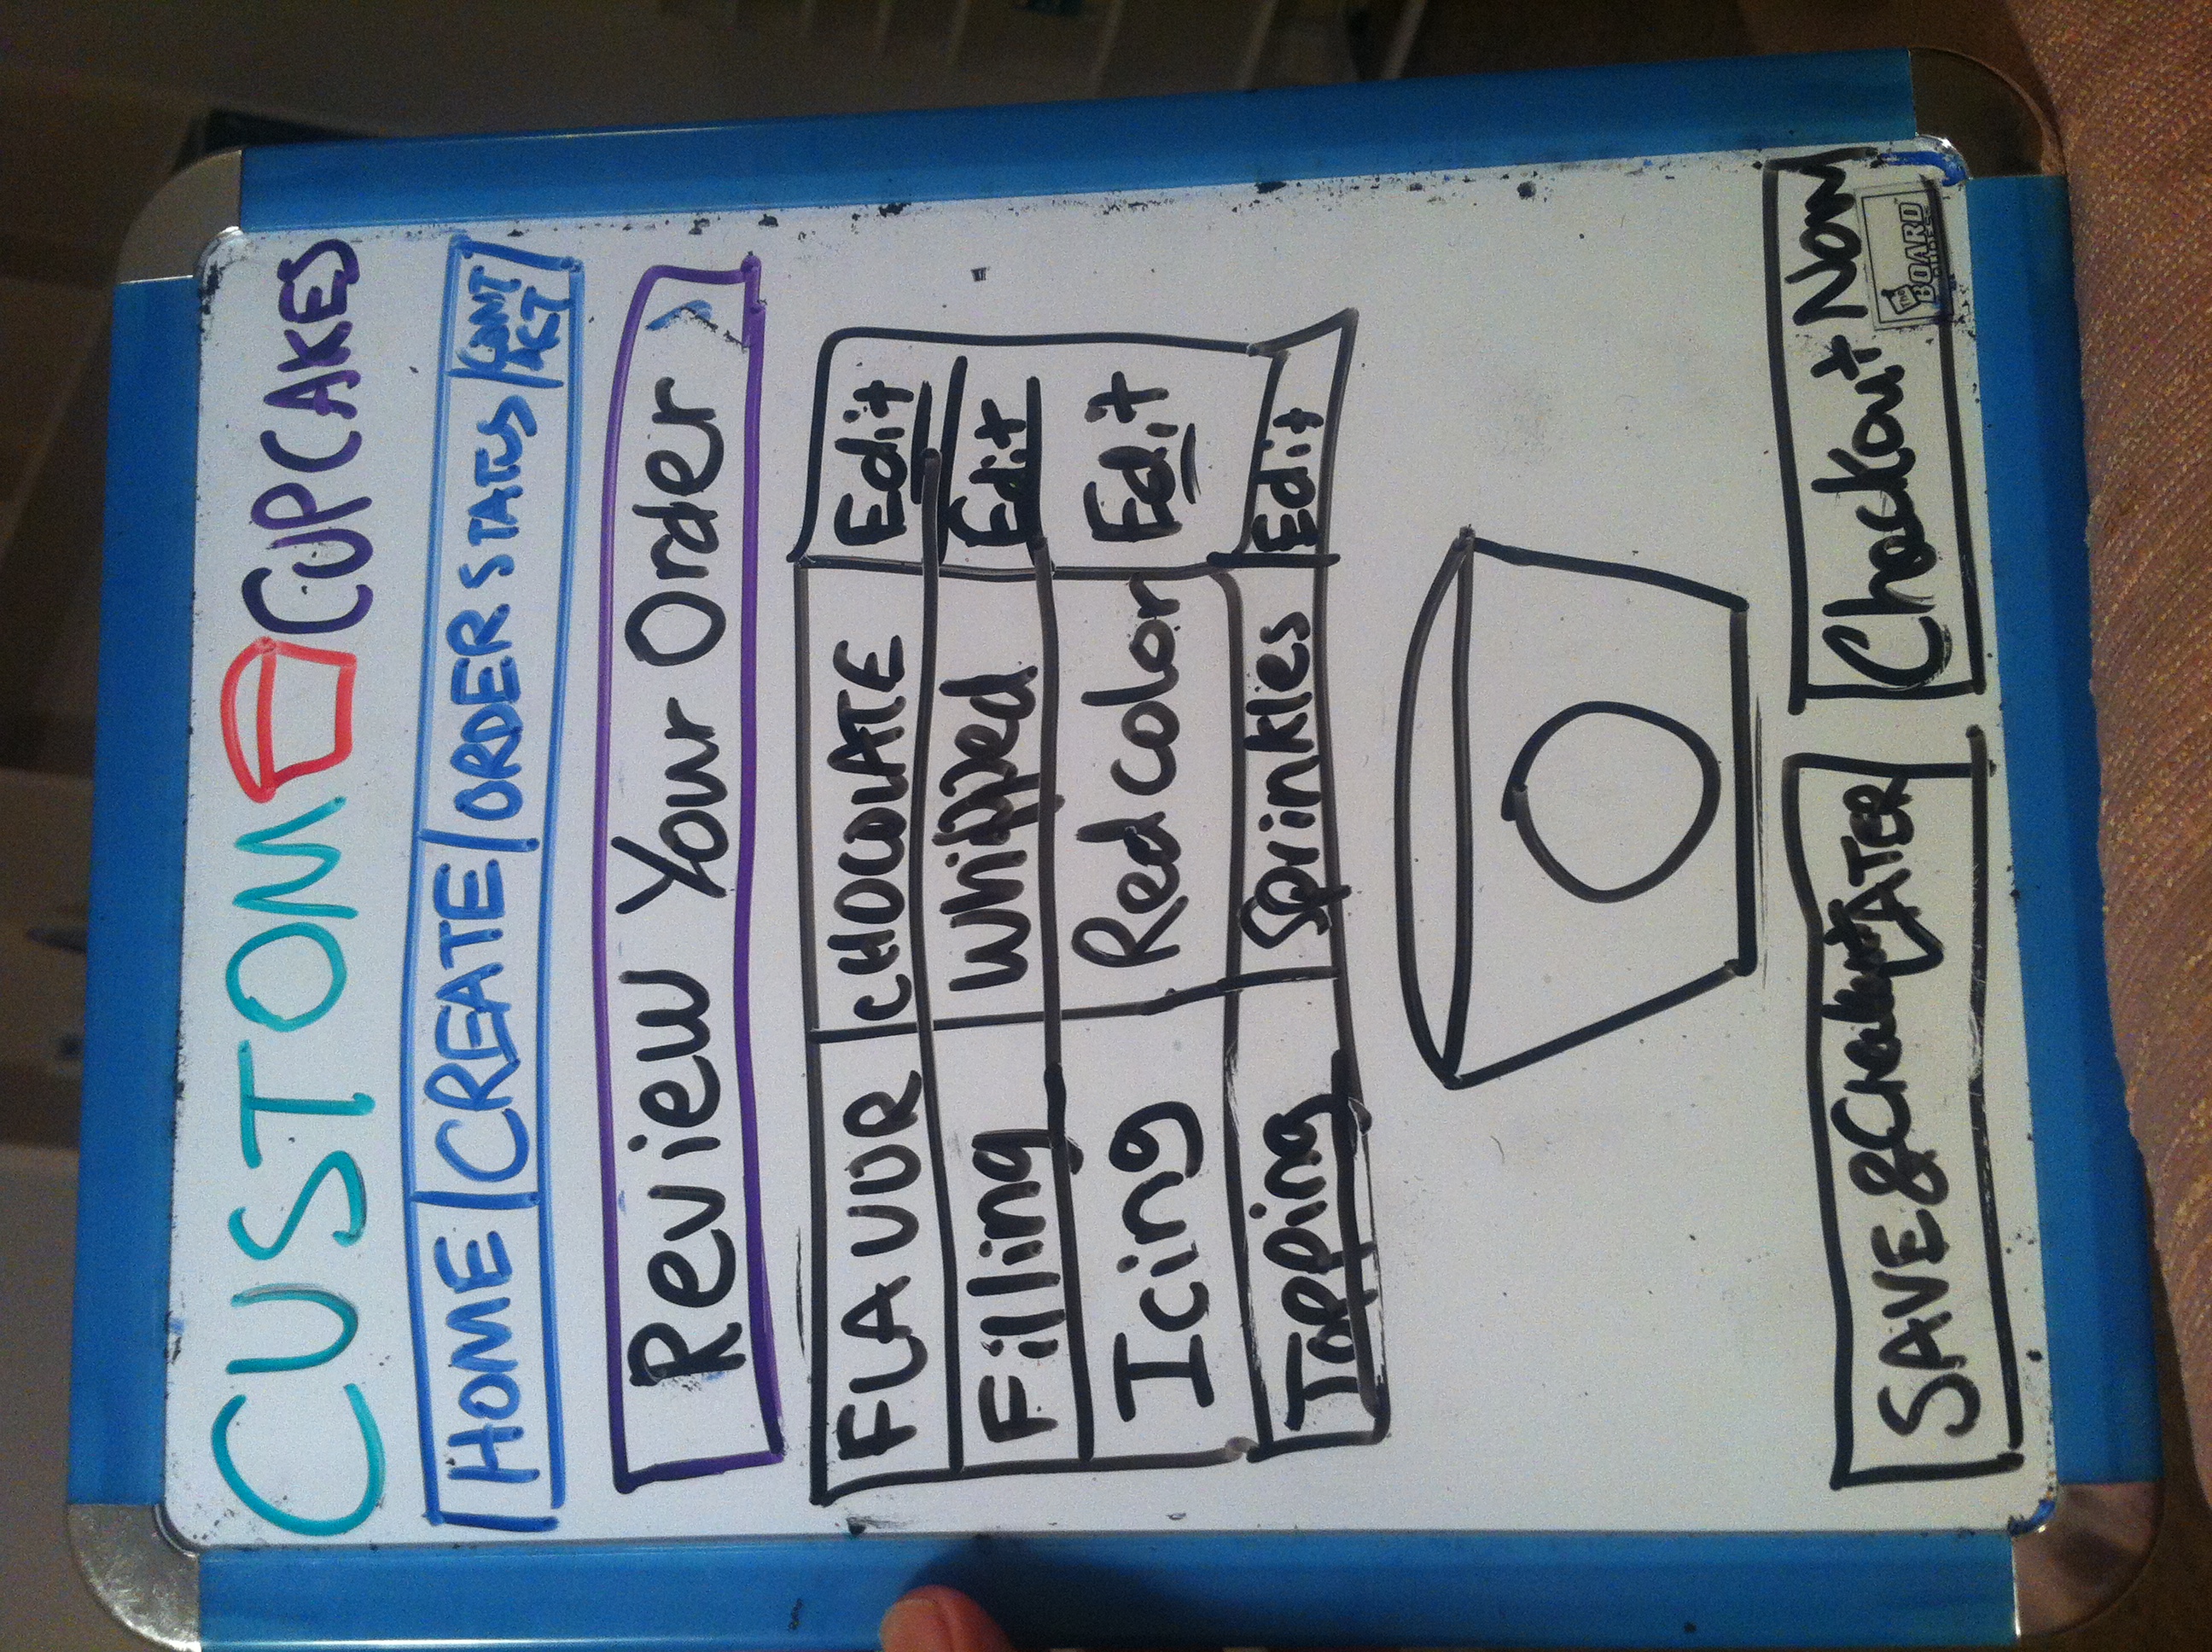 CUSTOM CUPCAKES
HOME CREATE ORDER STATUS CONT
ACT
Review Your Order
FLAVOR CHOCOLATE Edit
Filling Whipped Edit
Icing Red color Edit
Topping Sprinkles Edit
SAVE & Checkout LATER Checkout Now
The
BOARD
DUDES